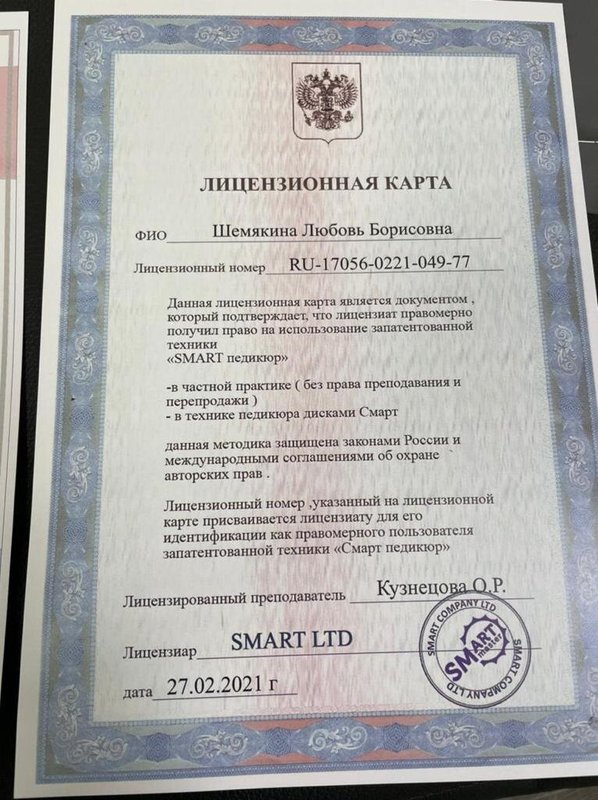 ЛИЦЕНЗИОННАЯ КАРТА
ФИО Шемякина Любовь Борисовна
Лицензионный номер RU-17056-0221-049-77
Данная лицензионная карта является документом ,
который подтверждает, что лицензиат правомерно
получил право на использование запатентованной
техники
«SMART педикюр»
-в частной практике ( без права преподавания и
перепродажи )
- в технике педикюра дисками Смарт
данная методика защищена законами России и
международными соглашениями об охране
авторских прав .
Лицензионный номер ,указанный на лицензионной
карте присваивается лицензиату для его
идентификации как правомерного пользователя
запатентованной техники «Смарт педикюр»
Лицензированный преподаватель Кузнецова О.Р.
Лицензиар SMART LTD
SMART COMPANY LTD
SMART
master
SMART COMPANY LTD
дата 27.02.2021 г